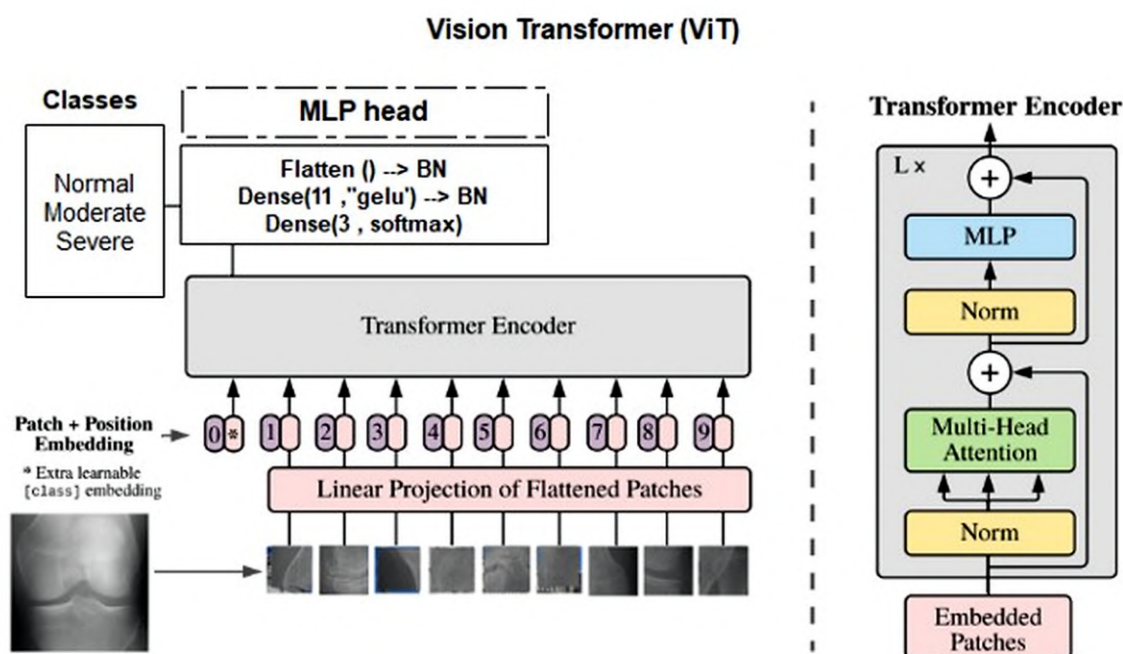 Vision Transformer (ViT)
Classes
Normal
Moderate
Severe
MLP head
Flatten () --> BN
Dense(11 ,"gelu') --> BN
Dense(3 , softmax)
Transformer Encoder
Patch + Position
Embedding
* Extra learnable
[class] embedding
0 * 1 2 3 4 5 6 7 8 9
Linear Projection of Flattened Patches
Transformer Encoder
L ×
+
MLP
Norm
+
Multi-Head
Attention
Norm
Embedded
Patches